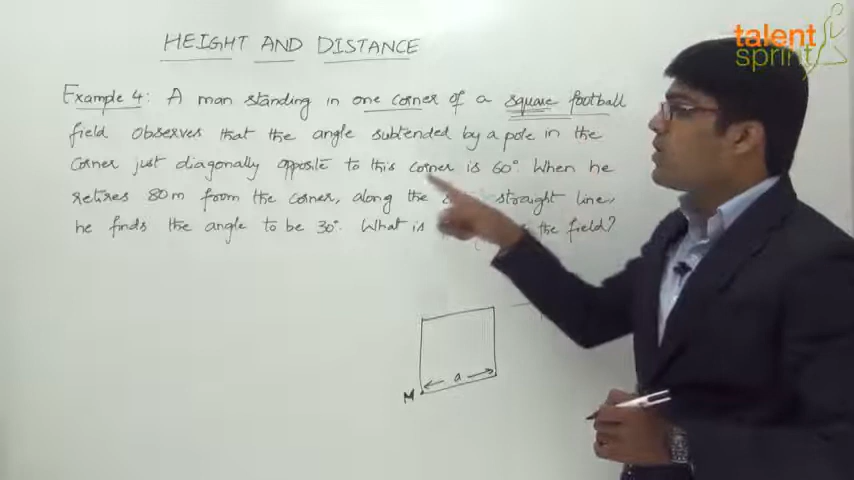 talent
sprint
HEIGHT AND DISTANCE
Example 4: A man standing in one corner of a square football
field observes that the angle subtended by a pole in the
corner just diagonally opposite to this corner is 60°. When he
retires 80m from the corner, along the straight line,
he finds the angle to be 30°. What is the field?
a
M